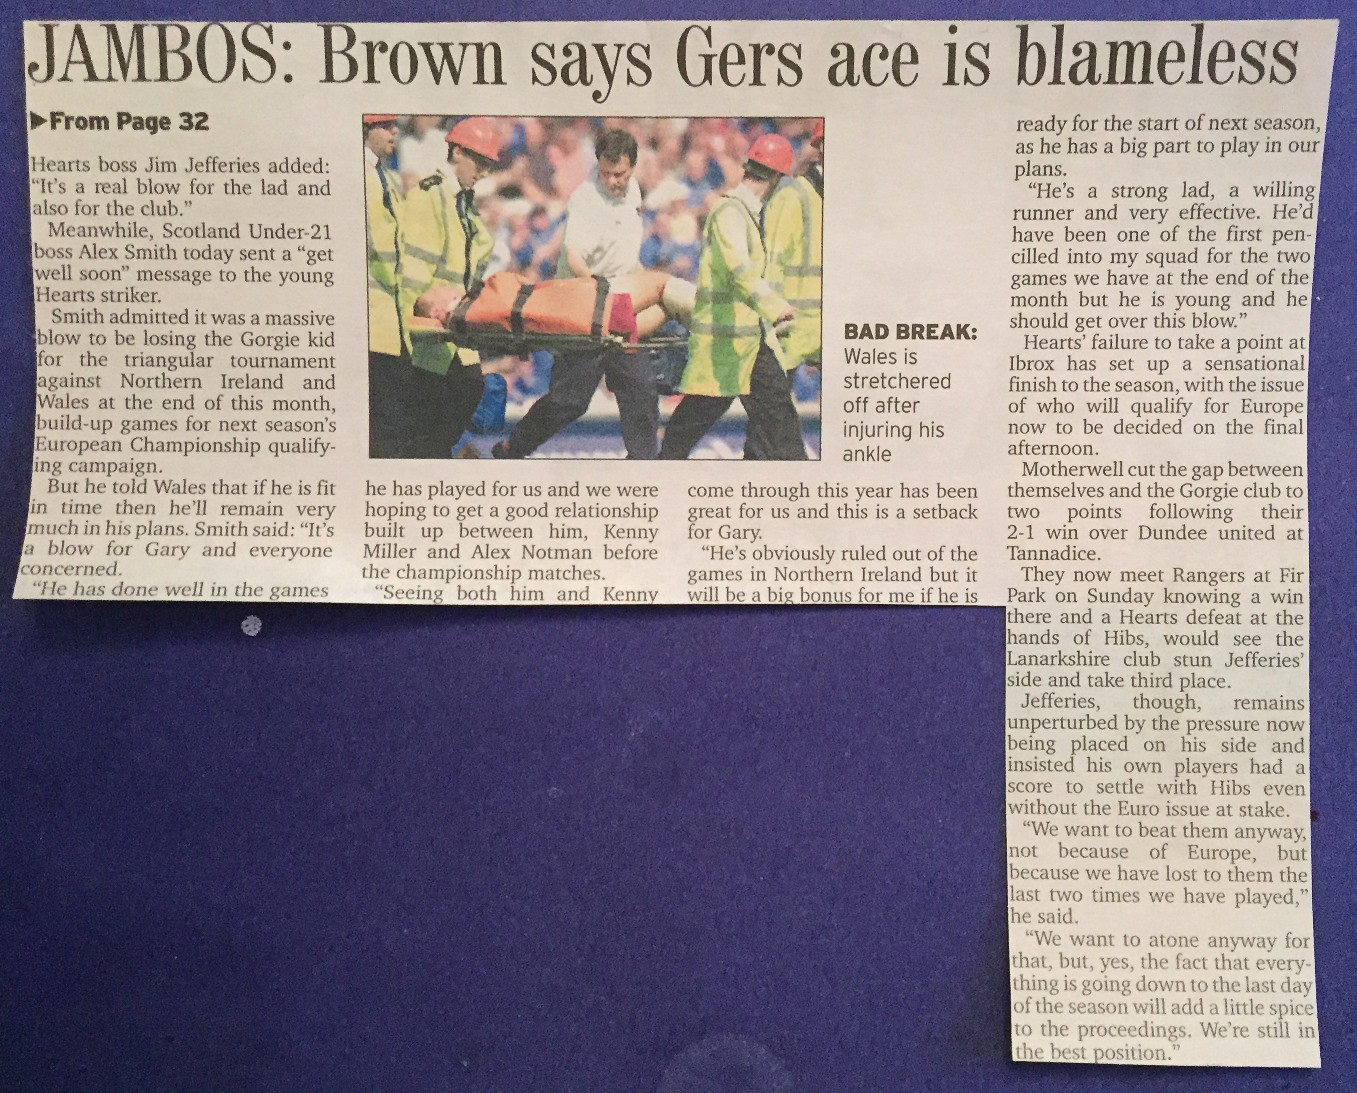 JAMBOS: Brown says Gers ace is blameless
▶From Page 32
Hearts boss Jim Jefferies added:
“It’s a real blow for the lad and
also for the club.”
Meanwhile, Scotland Under-21
boss Alex Smith today sent a “get
well soon” message to the young
Hearts striker.
Smith admitted it was a massive
blow to be losing the Gorgie kid
for the triangular tournament
against Northern Ireland and
Wales at the end of this month,
build-up games for next season’s
European Championship qualify-
ing campaign.
But he told Wales that if he is fit
in time then he’ll remain very
much in his plans. Smith said: “It’s
a blow for Gary and everyone
concerned.
“He has done well in the games
he has played for us and we were
hoping to get a good relationship
built up between him, Kenny
Miller and Alex Notman before
the championship matches.
“Seeing both him and Kenny
come through this year has been
great for us and this is a setback
for Gary.
“He’s obviously ruled out of the
games in Northern Ireland but it
will be a big bonus for me if he is
BAD BREAK:
Wales is
stretchered
off after
injuring his
ankle
ready for the start of next season,
as he has a big part to play in our
plans.
“He’s a strong lad, a willing
runner and very effective. He’d
have been one of the first pen-
cilled into my squad for the two
games we have at the end of the
month but he is young and he
should get over this blow.”
Hearts’ failure to take a point at
Ibrox has set up a sensational
finish to the season, with the issue
of who will qualify for Europe
now to be decided on the final
afternoon.
Motherwell cut the gap between
themselves and the Gorgie club to
two points following their
2-1 win over Dundee united at
Tannadice.
They now meet Rangers at Fir
Park on Sunday knowing a win
there and a Hearts defeat at the
hands of Hibs, would see the
Lanarkshire club stun Jefferies’
side and take third place.
Jefferies, though, remains
unperturbed by the pressure now
being placed on his side and
insisted his own players had a
score to settle with Hibs even
without the Euro issue at stake.
“We want to beat them anyway,
not because of Europe, but
because we have lost to them the
last two times we have played,”
he said.
“We want to atone anyway for
that, but, yes, the fact that every-
thing is going down to the last day
of the season will add a little spice
to the proceedings. We’re still in
the best position.”